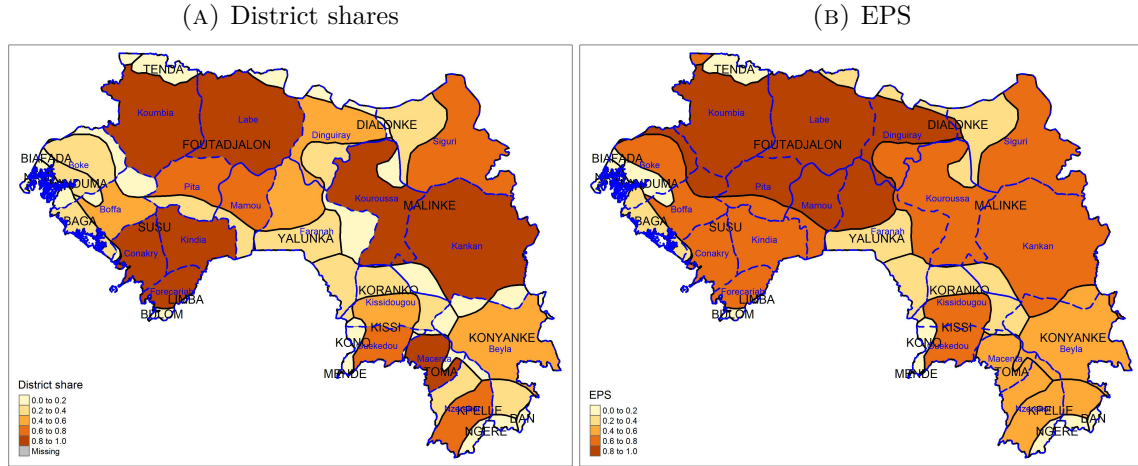 (A) District shares
TENDA
Koumbia
Labe
FOUTADJALON
Dinguiray
DIALONKE
Siguri
BIAFADA
Boke
Pita
Mamou
Kouroussa
MALINKE
Boffa
BAGA
SUSU
Kindia
Conakry
Faranah
YALUNKA
Kankan
Forecariah
LIMBA
BULOM
KORANKO
Kissidougou
KISSI
KONO
Guekedou
KONYANKE
Beyla
Macenta
TOMA
MENDE
KPELLE
DAN
NGERE
District share
0.0 to 0.2
0.2 to 0.4
0.4 to 0.6
0.6 to 0.8
0.8 to 1.0
Missing
(B) EPS
TENDA
Koumbia
Labe
FOUTADJALON
Dinguiray
DIALONKE
Siguri
BIAFADA
Boke
Pita
Mamou
Kouroussa
MALINKE
Boffa
BAGA
SUSU
Kindia
Conakry
Faranah
YALUNKA
Kankan
Forecariah
LIMBA
BULOM
KORANKO
Kissidougou
KISSI
KONO
Guekedou
KONYANKE
Beyla
Macenta
TOMA
MENDE
KPELLE
DAN
NGERE
EPS
0.0 to 0.2
0.2 to 0.4
0.4 to 0.6
0.6 to 0.8
0.8 to 1.0